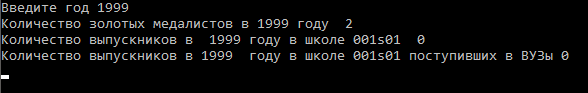 Введите год 1999
Количество золотых медалистов в 1999 году  2
Количество выпускников в  1999 году в школе 001s01  0
Количество выпускников в 1999  году в школе 001s01 поступивших в ВУЗы 0